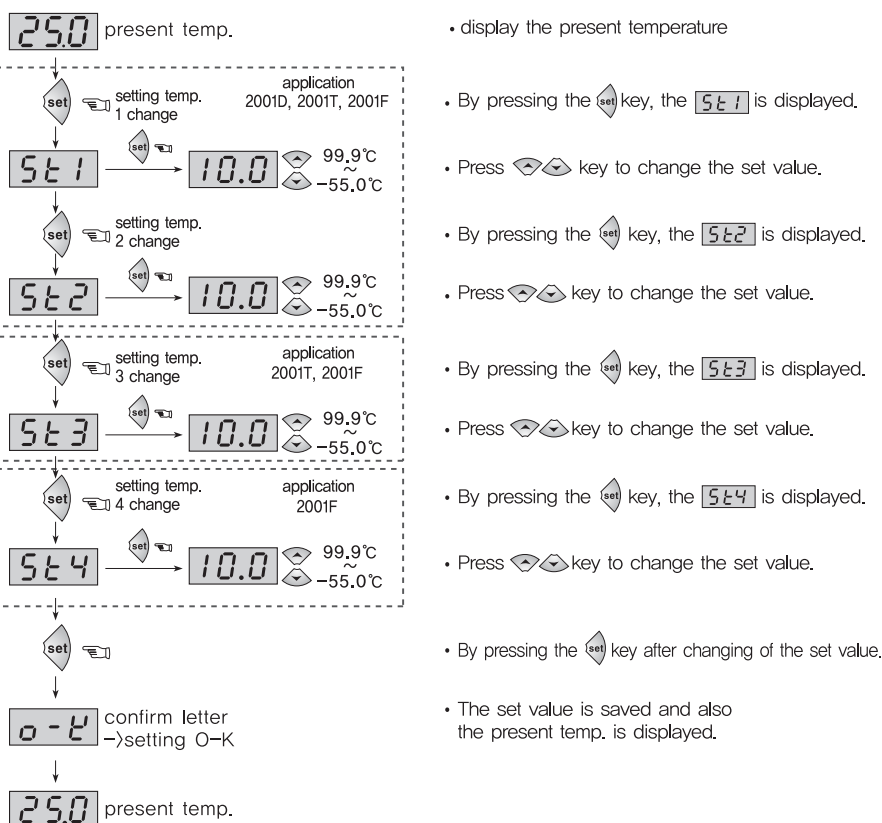 25.0 present temp.
• display the present temperature
set setting temp.
1 change
application
2001D, 2001T, 2001F
• By pressing the set key, the St1 is displayed.
set
St1 10.0 99.9℃
~
-55.0℃
• Press key to change the set value.
set setting temp.
2 change
• By pressing the set key, the St2 is displayed.
set
St2 10.0 99.9℃
~
-55.0℃
• Press key to change the set value.
set setting temp.
3 change
application
2001T, 2001F
• By pressing the set key, the St3 is displayed.
set
St3 10.0 99.9℃
~
-55.0℃
• Press key to change the set value.
set setting temp.
4 change
application
2001F
• By pressing the set key, the St4 is displayed.
set
St4 10.0 99.9℃
~
-55.0℃
• Press key to change the set value.
set
• By pressing the set key after changing of the set value.
o-k confirm letter
->setting O-K
• The set value is saved and also
the present temp. is displayed.
25.0 present temp.